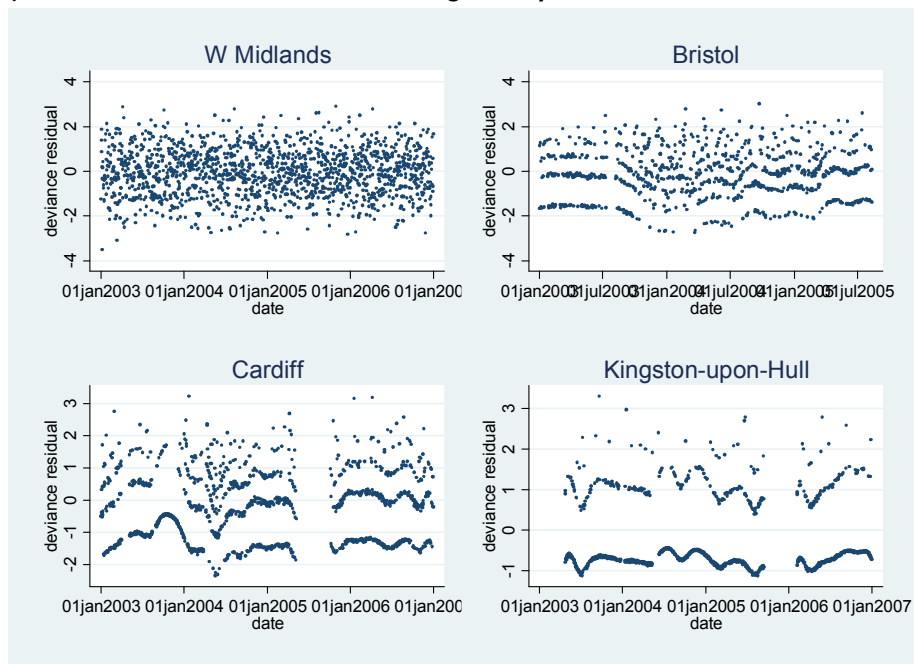 W Midlands
deviance residual
4
2
0
-2
-4
01jan2003 01jan2004 01jan2005 01jan2006 01jan200
date
Bristol
deviance residual
4
2
0
-2
-4
01jan2003 01jul2003 01jan2004 01jul2004 01jan2005 01jul2005
date
Cardiff
deviance residual
3
2
1
0
-1
-2
01jan2003 01jan2004 01jan2005 01jan2006 01jan200
date
Kingston-upon-Hull
deviance residual
3
2
1
0
-1
01jan2003 01jan2004 01jan2005 01jan2006 01jan2007
date